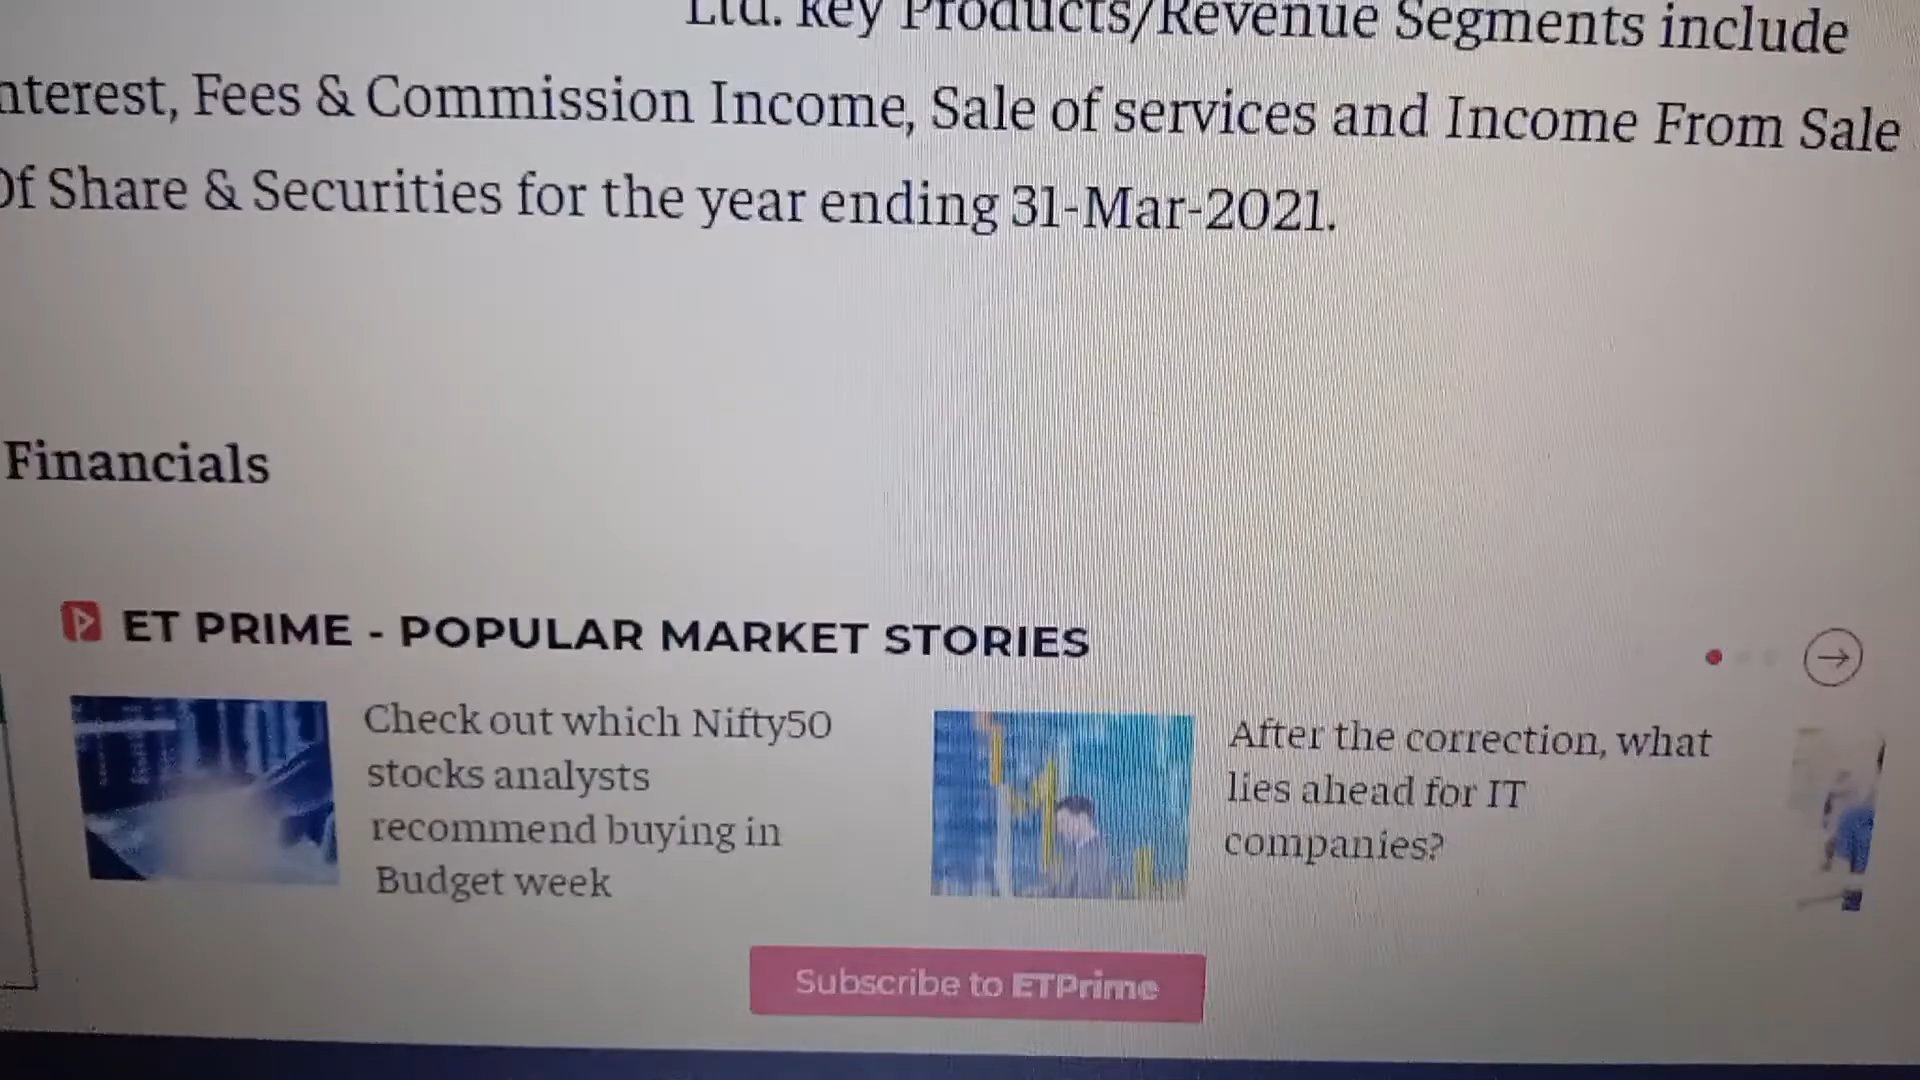 Ltd. key Products/Revenue Segments include
nterest, Fees & Commission Income, Sale of services and Income From Sale
Of Share & Securities for the year ending 31-Mar-2021.
Financials
ET PRIME - POPULAR MARKET STORIES
Check out which Nifty50
stocks analysts
recommend buying in
Budget week
After the correction, what
lies ahead for IT
companies?
Subscribe to ETPrime